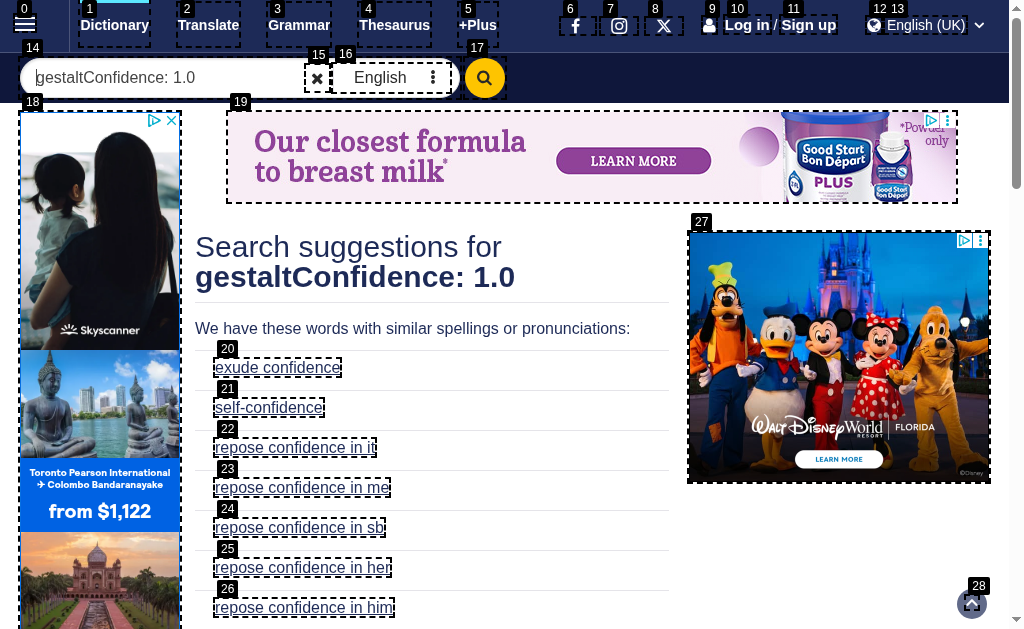 0 1 2 3 4 5 6 7 8 9 10 11 12 13
Dictionary Translate Grammar Thesaurus +Plus Log in / Sign up English (UK)
14 15 16 17
gestaltConfidence: 1.0 English
18 19
Our closest formula
to breast milk*
LEARN MORE
*Powder
only
Good Start
Bon Départ
PLUS
Good Start
Bon Départ
PLUS
Skyscanner
Toronto Pearson International
Colombo Bandaranayake
from $1,122
Search suggestions for
gestaltConfidence: 1.0
We have these words with similar spellings or pronunciations:
20
exude confidence
21
self-confidence
22
repose confidence in it
23
repose confidence in me
24
repose confidence in sb
25
repose confidence in her
26
repose confidence in him
27
Walt Disney World
RESORT
FLORIDA
LEARN MORE
©Disney
28